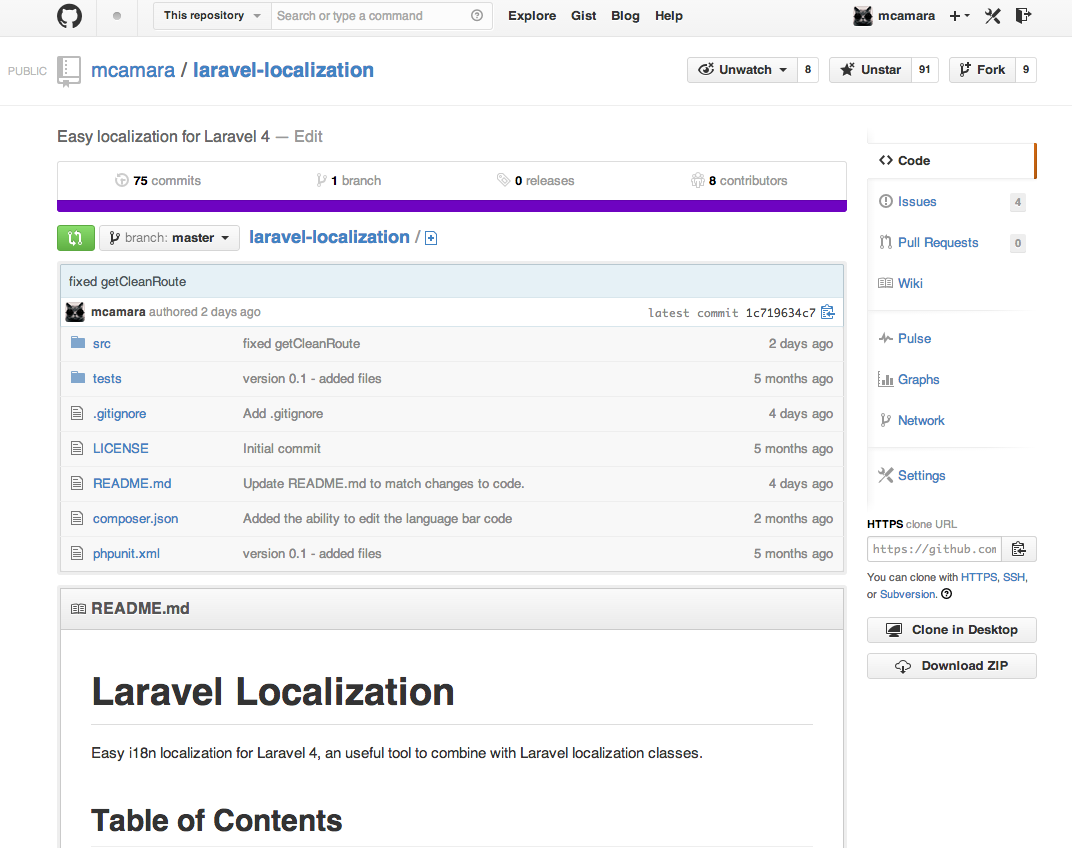 This repository Search or type a command Explore Gist Blog Help mcamara
PUBLIC mcamara / laravel-localization Unwatch 8 Unstar 91 Fork 9
Easy localization for Laravel 4 — Edit
75 commits 1 branch 0 releases 8 contributors
branch: master laravel-localization /
fixed getCleanRoute
mcamara authored 2 days ago latest commit 1c719634c7
src fixed getCleanRoute 2 days ago
tests version 0.1 - added files 5 months ago
.gitignore Add .gitignore 4 days ago
LICENSE Initial commit 5 months ago
README.md Update README.md to match changes to code. 4 days ago
composer.json Added the ability to edit the language bar code 2 months ago
phpunit.xml version 0.1 - added files 5 months ago
README.md
Laravel Localization
Easy i18n localization for Laravel 4, an useful tool to combine with Laravel localization classes.
Table of Contents
Code
Issues 4
Pull Requests 0
Wiki
Pulse
Graphs
Network
Settings
HTTPS clone URL
https://github.com
You can clone with HTTPS, SSH,
or Subversion.
Clone in Desktop
Download ZIP